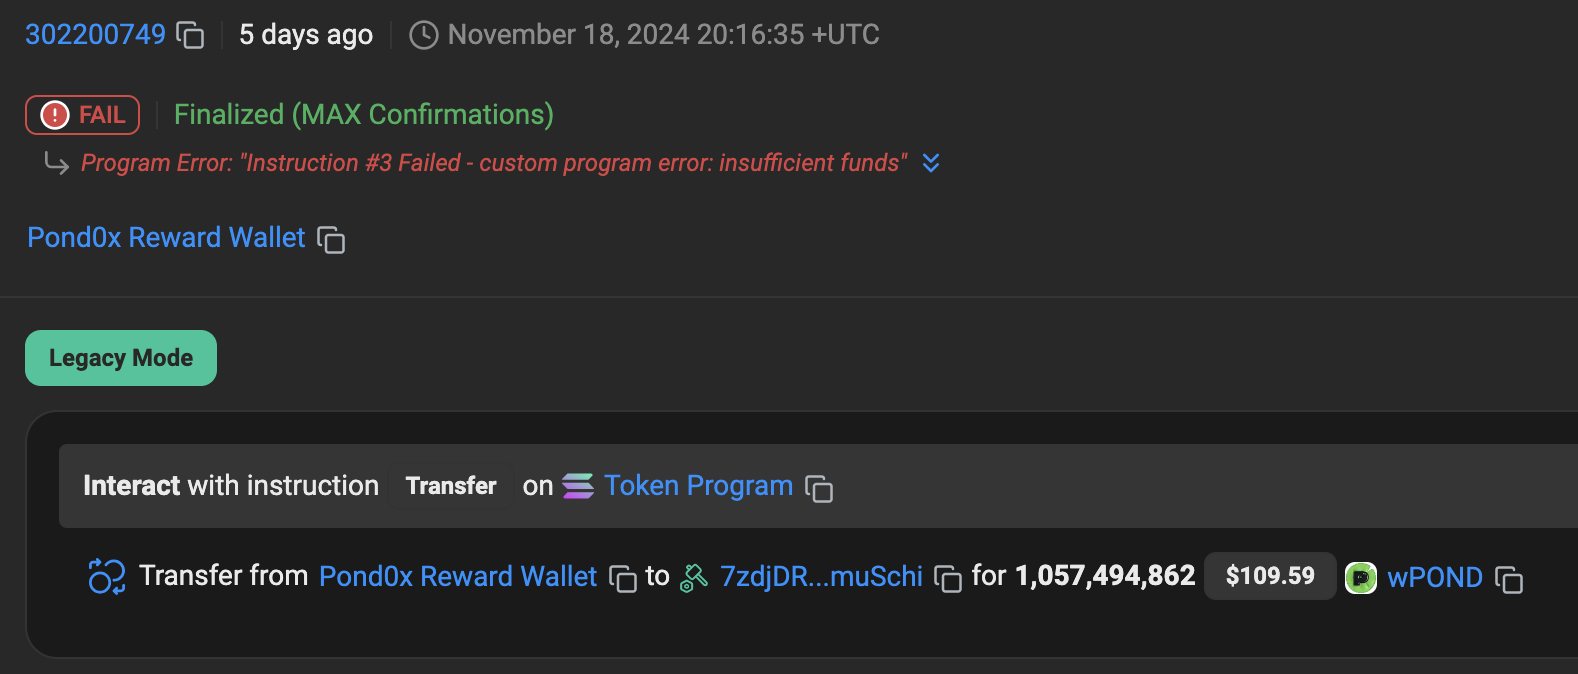 302200749 5 days ago November 18, 2024 20:16:35 +UTC
FAIL Finalized (MAX Confirmations)
Program Error: "Instruction #3 Failed - custom program error: insufficient funds"
Pond0x Reward Wallet
Legacy Mode
Interact with instruction Transfer on Token Program
Transfer from Pond0x Reward Wallet to 7zdjDR...muSchi for 1,057,494,862 $109.59 wPOND